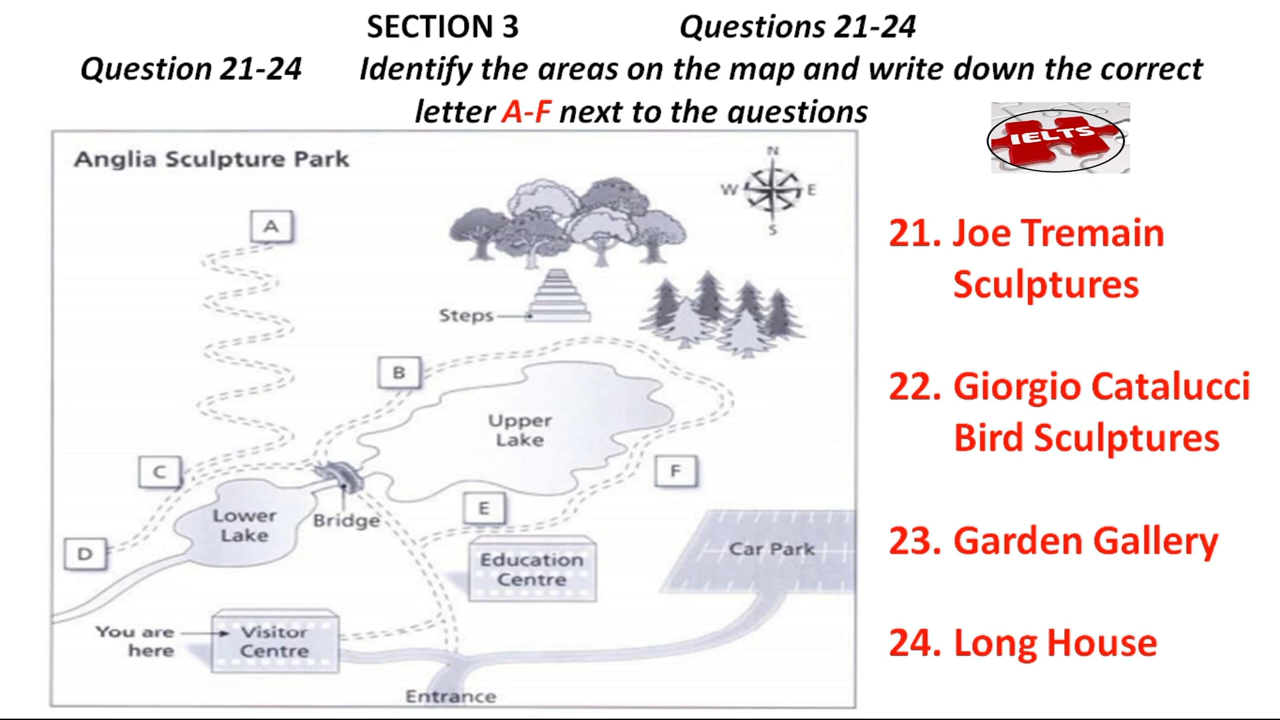 SECTION 3 Questions 21-24
Question 21-24 Identify the areas on the map and write down the correct
letter A-F next to the questions
IELTS
Anglia Sculpture Park
N
W E
S
A
Steps
B
Upper
Lake
C
F
Bridge
E
Lower
Lake
D
Education
Centre
Car Park
You are
here
Visitor
Centre
Entrance
21. Joe Tremain
Sculptures
22. Giorgio Catalucci
Bird Sculptures
23. Garden Gallery
24. Long House